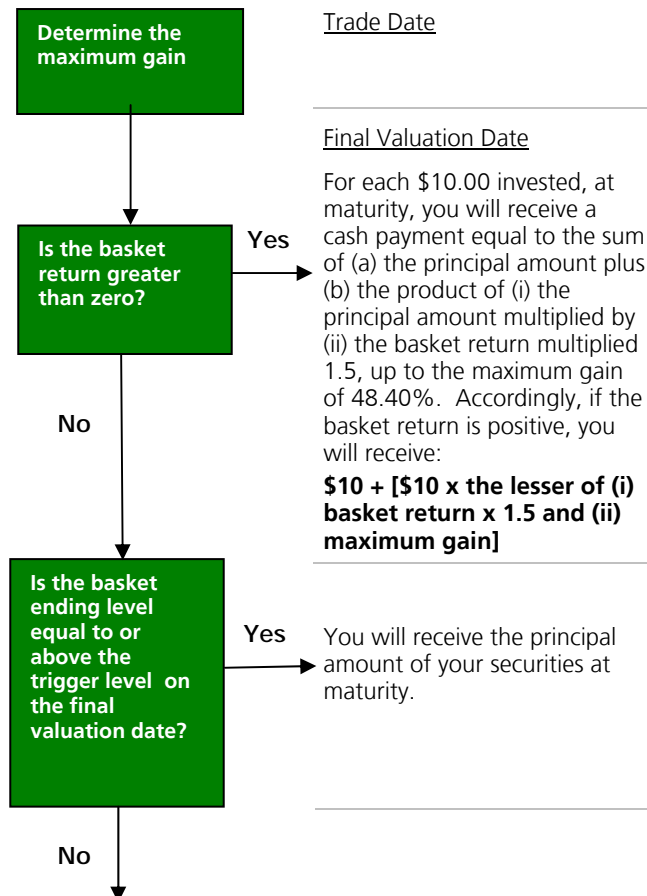 Determine the
maximum gain
Trade Date
Final Valuation Date
For each $10.00 invested, at
maturity, you will receive a
cash payment equal to the sum
of (a) the principal amount plus
(b) the product of (i) the
principal amount multiplied by
(ii) the basket return multiplied
1.5, up to the maximum gain
of 48.40%. Accordingly, if the
basket return is positive, you
will receive:
$10 + [$10 x the lesser of (i)
basket return x 1.5 and (ii)
maximum gain]
Is the basket
return greater
than zero?
Yes
No
Is the basket
ending level
equal to or
above the
trigger level on
the final
valuation date?
Yes
You will receive the principal
amount of your securities at
maturity.
No